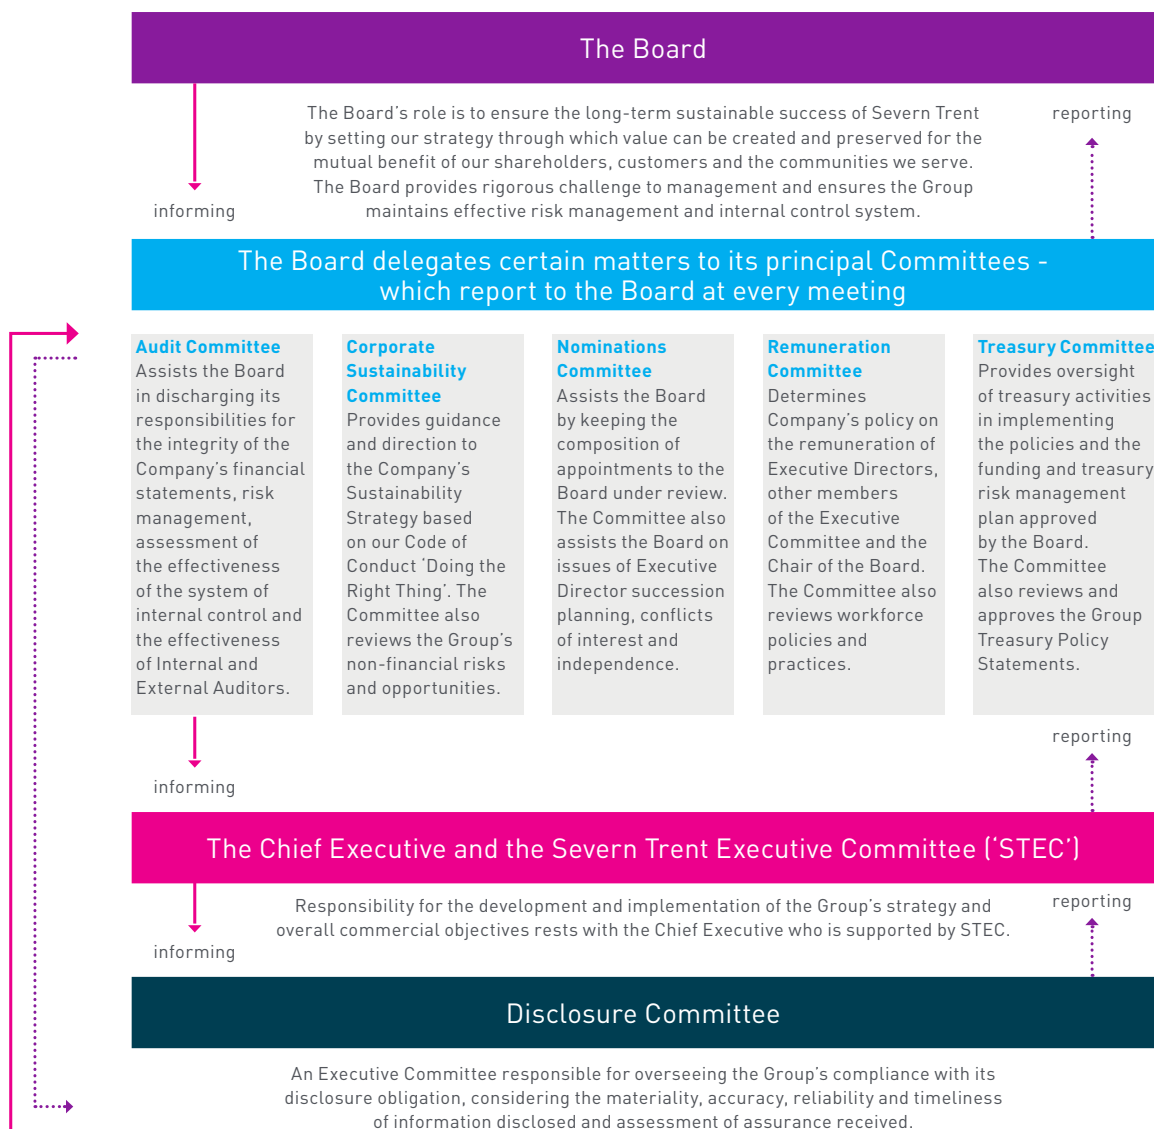 The Board
The Board's role is to ensure the long-term sustainable success of Severn Trent
by setting our strategy through which value can be created and preserved for the
mutual benefit of our shareholders, customers and the communities we serve.
The Board provides rigorous challenge to management and ensures the Group
maintains effective risk management and internal control system.
reporting
informing
The Board delegates certain matters to its principal Committees -
which report to the Board at every meeting
Audit Committee
Assists the Board
in discharging its
responsibilities for
the integrity of the
Company's financial
statements, risk
management,
assessment of
the effectiveness
of the system of
internal control and
the effectiveness
of Internal and
External Auditors.
Corporate
Sustainability
Committee
Provides guidance
and direction to
the Company's
Sustainability
Strategy based
on our Code of
Conduct ‘Doing the
Right Thing’. The
Committee also
reviews the Group's
non-financial risks
and opportunities.
Nominations
Committee
Assists the Board
by keeping the
composition of
appointments to the
Board under review.
The Committee also
assists the Board on
issues of Executive
Director succession
planning, conflicts
of interest and
independence.
Remuneration
Committee
Determines
Company's policy on
the remuneration of
Executive Directors,
other members
of the Executive
Committee and the
Chair of the Board.
The Committee also
reviews workforce
policies and
practices.
Treasury Committee
Provides oversight
of treasury activities
in implementing
the policies and the
funding and treasury
risk management
plan approved
by the Board.
The Committee
also reviews and
approves the Group
Treasury Policy
Statements.
reporting
informing
The Chief Executive and the Severn Trent Executive Committee (‘STEC’)
Responsibility for the development and implementation of the Group's strategy and
overall commercial objectives rests with the Chief Executive who is supported by STEC.
reporting
informing
Disclosure Committee
An Executive Committee responsible for overseeing the Group's compliance with its
disclosure obligation, considering the materiality, accuracy, reliability and timeliness
of information disclosed and assessment of assurance received.